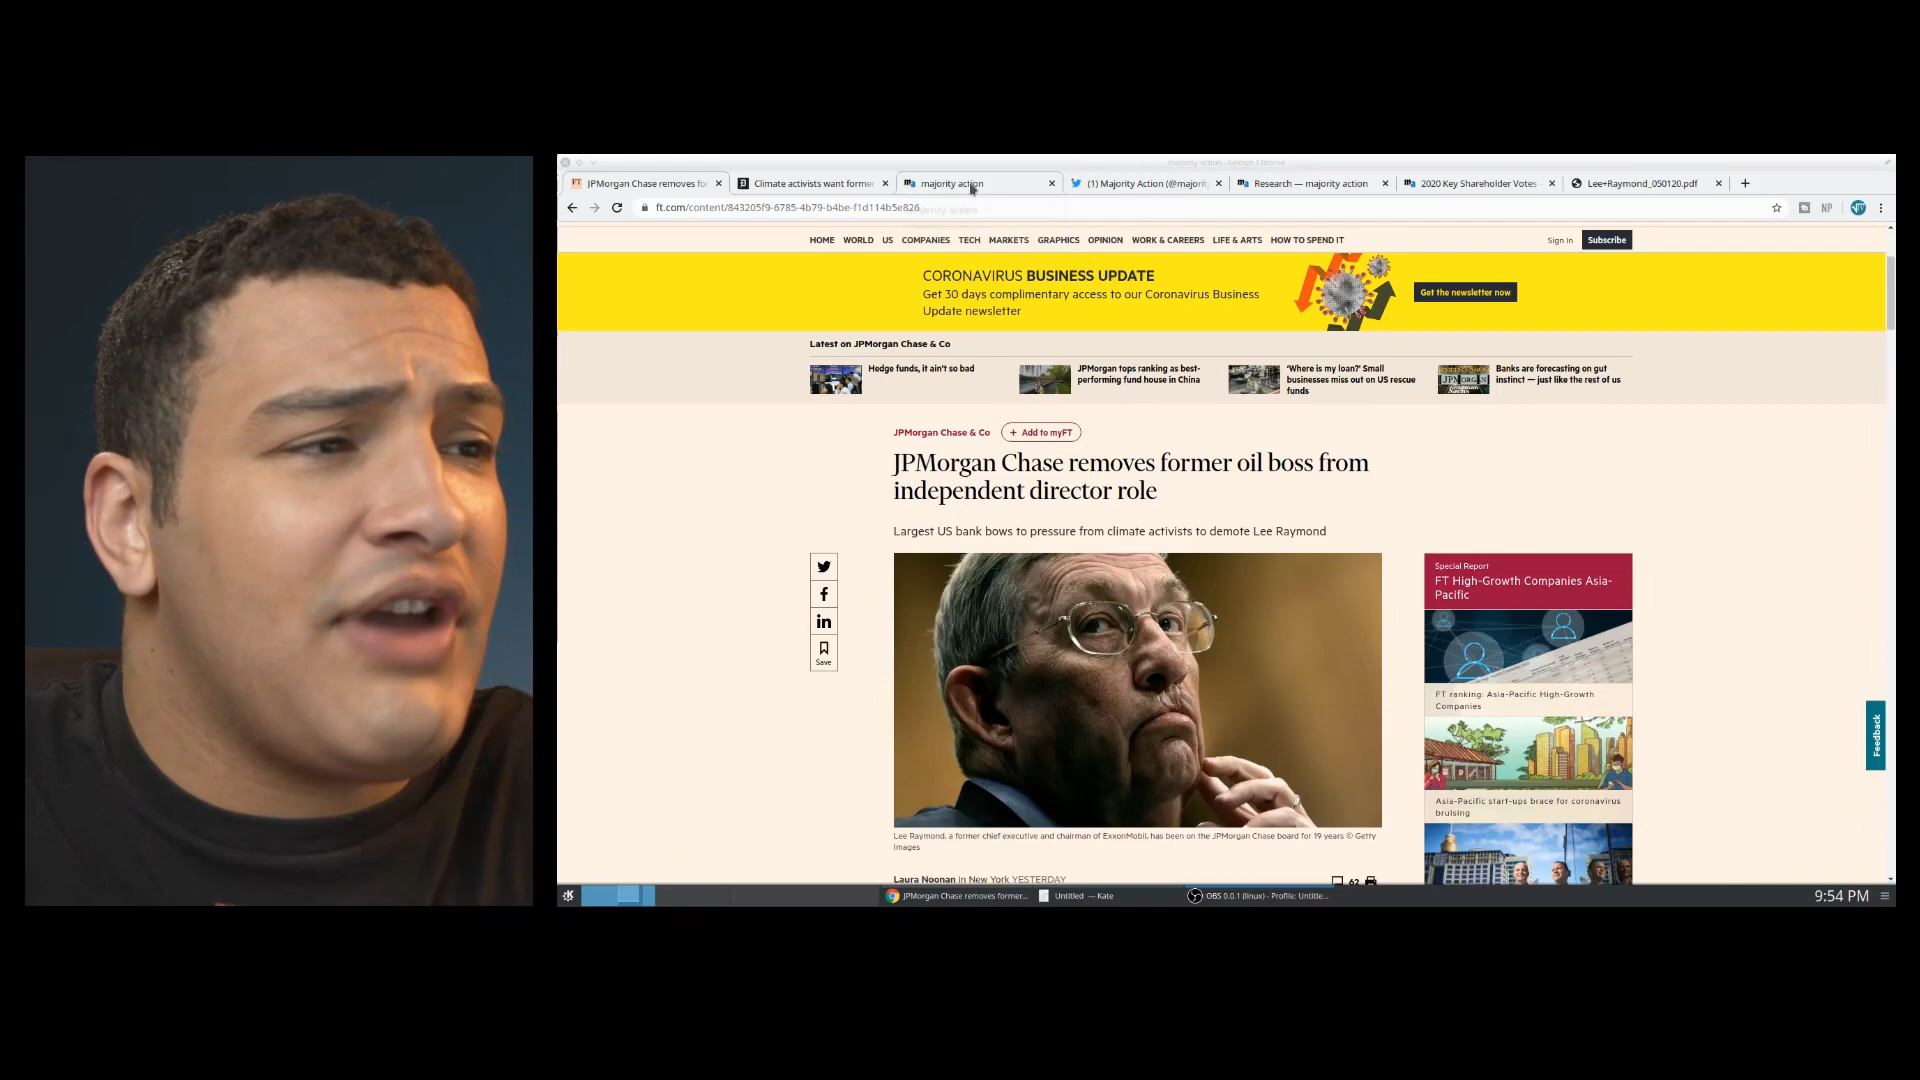 majority action - Google Chrome
FT JPMorgan Chase removes fo
Climate activists want forme
ma majority action
(1) Majority Action (@majorit
ma Research — majority action
ma 2020 Key Shareholder Votes -
Lee+Raymond_050120.pdf
ft.com/content/843205f9-6785-4b79-b4be-f1d114b5e826
NP
HOME WORLD US COMPANIES TECH MARKETS GRAPHICS OPINION WORK & CAREERS LIFE & ARTS HOW TO SPEND IT
Sign In Subscribe
CORONAVIRUS BUSINESS UPDATE
Get 30 days complimentary access to our Coronavirus Business
Update newsletter
Get the newsletter now
Latest on JPMorgan Chase & Co
Hedge funds, it ain't so bad
JPMorgan tops ranking as best-
performing fund house in China
'Where is my loan?' Small
businesses miss out on US rescue
funds
Banks are forecasting on gut
instinct — just like the rest of us
JPMorgan Chase & Co + Add to myFT
JPMorgan Chase removes former oil boss from
independent director role
Largest US bank bows to pressure from climate activists to demote Lee Raymond
Save
Lee Raymond, a former chief executive and chairman of ExxonMobil, has been on the JPMorgan Chase board for 19 years © Getty
Images
Laura Noonan in New York YESTERDAY
62
Special Report
FT High-Growth Companies Asia-
Pacific
FT ranking: Asia-Pacific High-Growth
Companies
Asia-Pacific start-ups brace for coronavirus
bruising
Feedback
JPMorgan Chase removes former...
Untitled — Kate
OBS 0.0.1 (linux) - Profile: Untitle...
9:54 PM